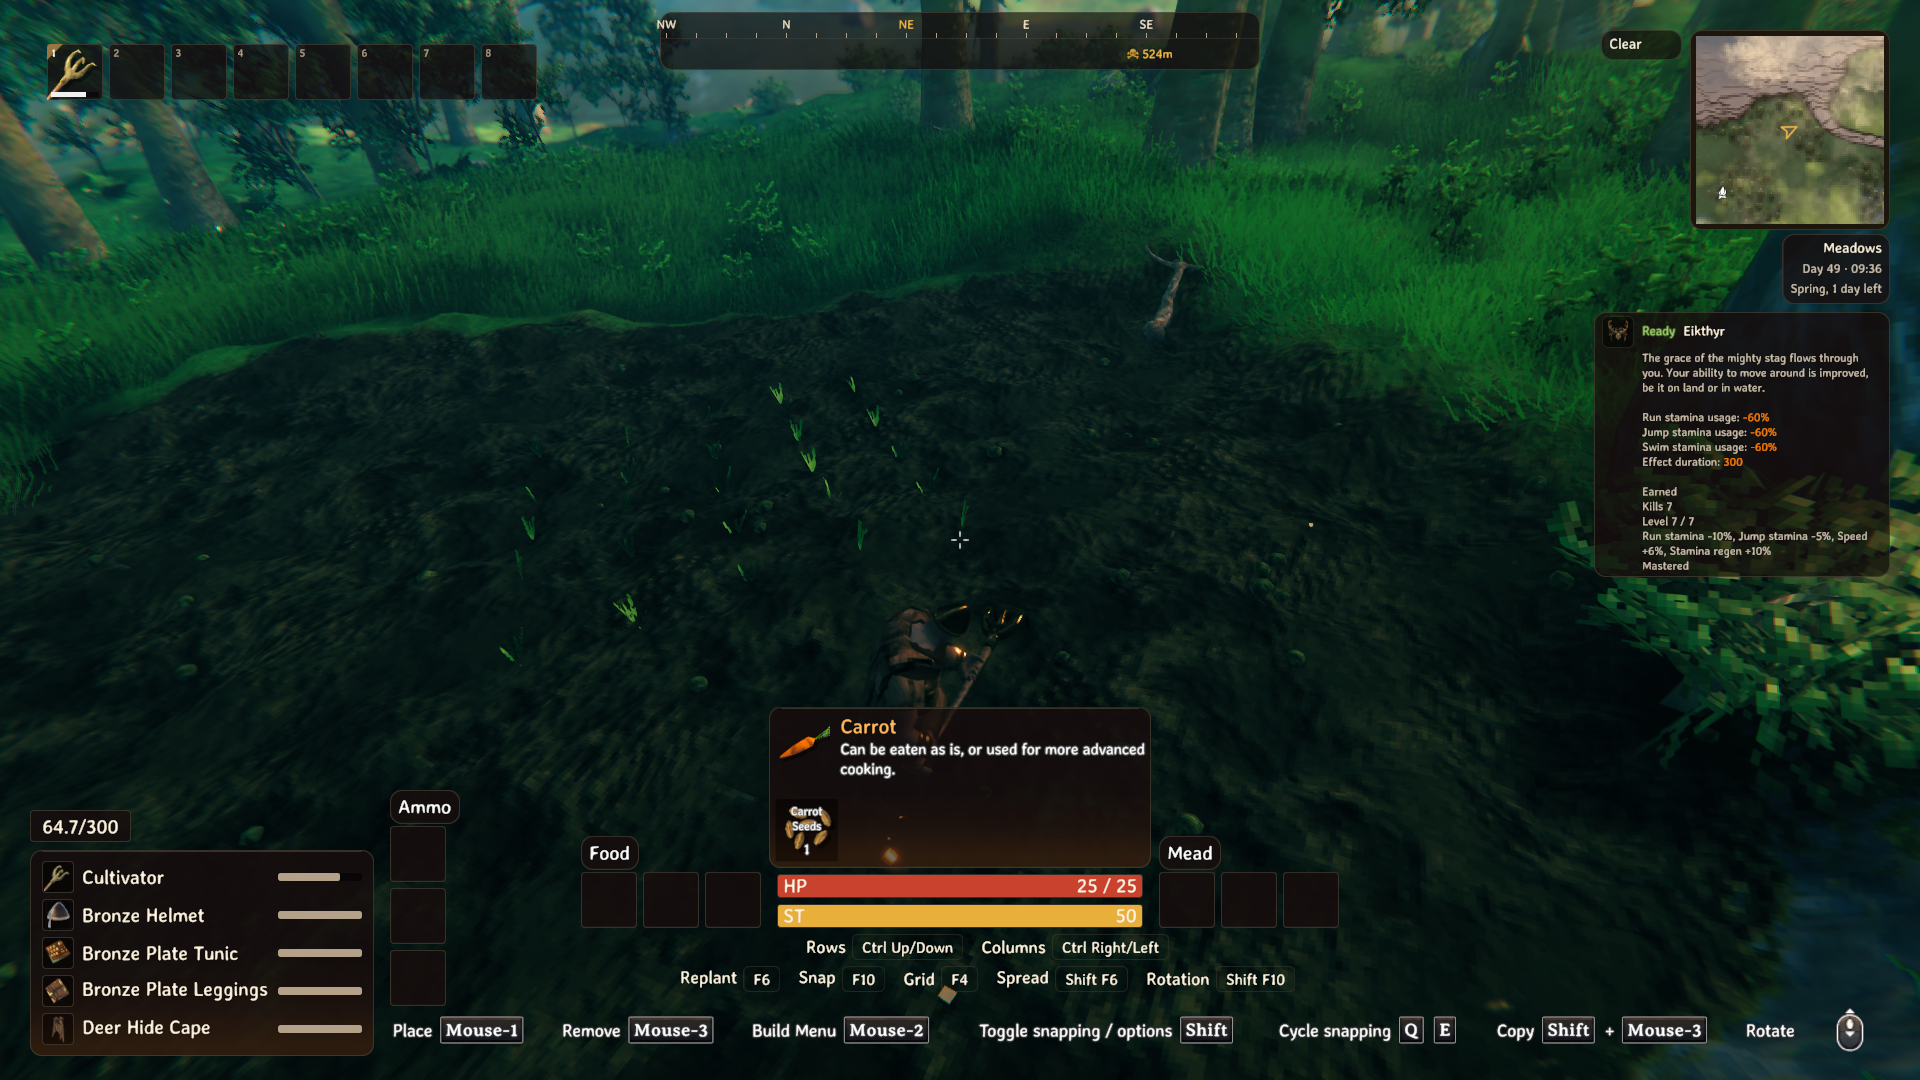 1 2 3 4 5 6 7 8
NW N NE E SE
524m
Clear
Meadows
Day 49 · 09:36
Spring, 1 day left
Ready Eikthyr
The grace of the mighty stag flows through
you. Your ability to move around is improved,
be it on land or in water.
Run stamina usage: -60%
Jump stamina usage: -60%
Swim stamina usage: -60%
Effect duration: 300
Earned
Kills 7
Level 7 / 7
Run stamina -10%, Jump stamina -5%, Speed
+6%, Stamina regen +10%
Mastered
Carrot
Can be eaten as is, or used for more advanced
cooking.
Carrot
Seeds
1
64.7/300
Cultivator
Bronze Helmet
Bronze Plate Tunic
Bronze Plate Leggings
Deer Hide Cape
Ammo
Food
Mead
HP 25 / 25
ST 50
Rows Ctrl Up/Down Columns Ctrl Right/Left
Replant F6 Snap F10 Grid F4 Spread Shift F6 Rotation Shift F10
Place Mouse-1 Remove Mouse-3 Build Menu Mouse-2 Toggle snapping / options Shift Cycle snapping Q E Copy Shift + Mouse-3 Rotate